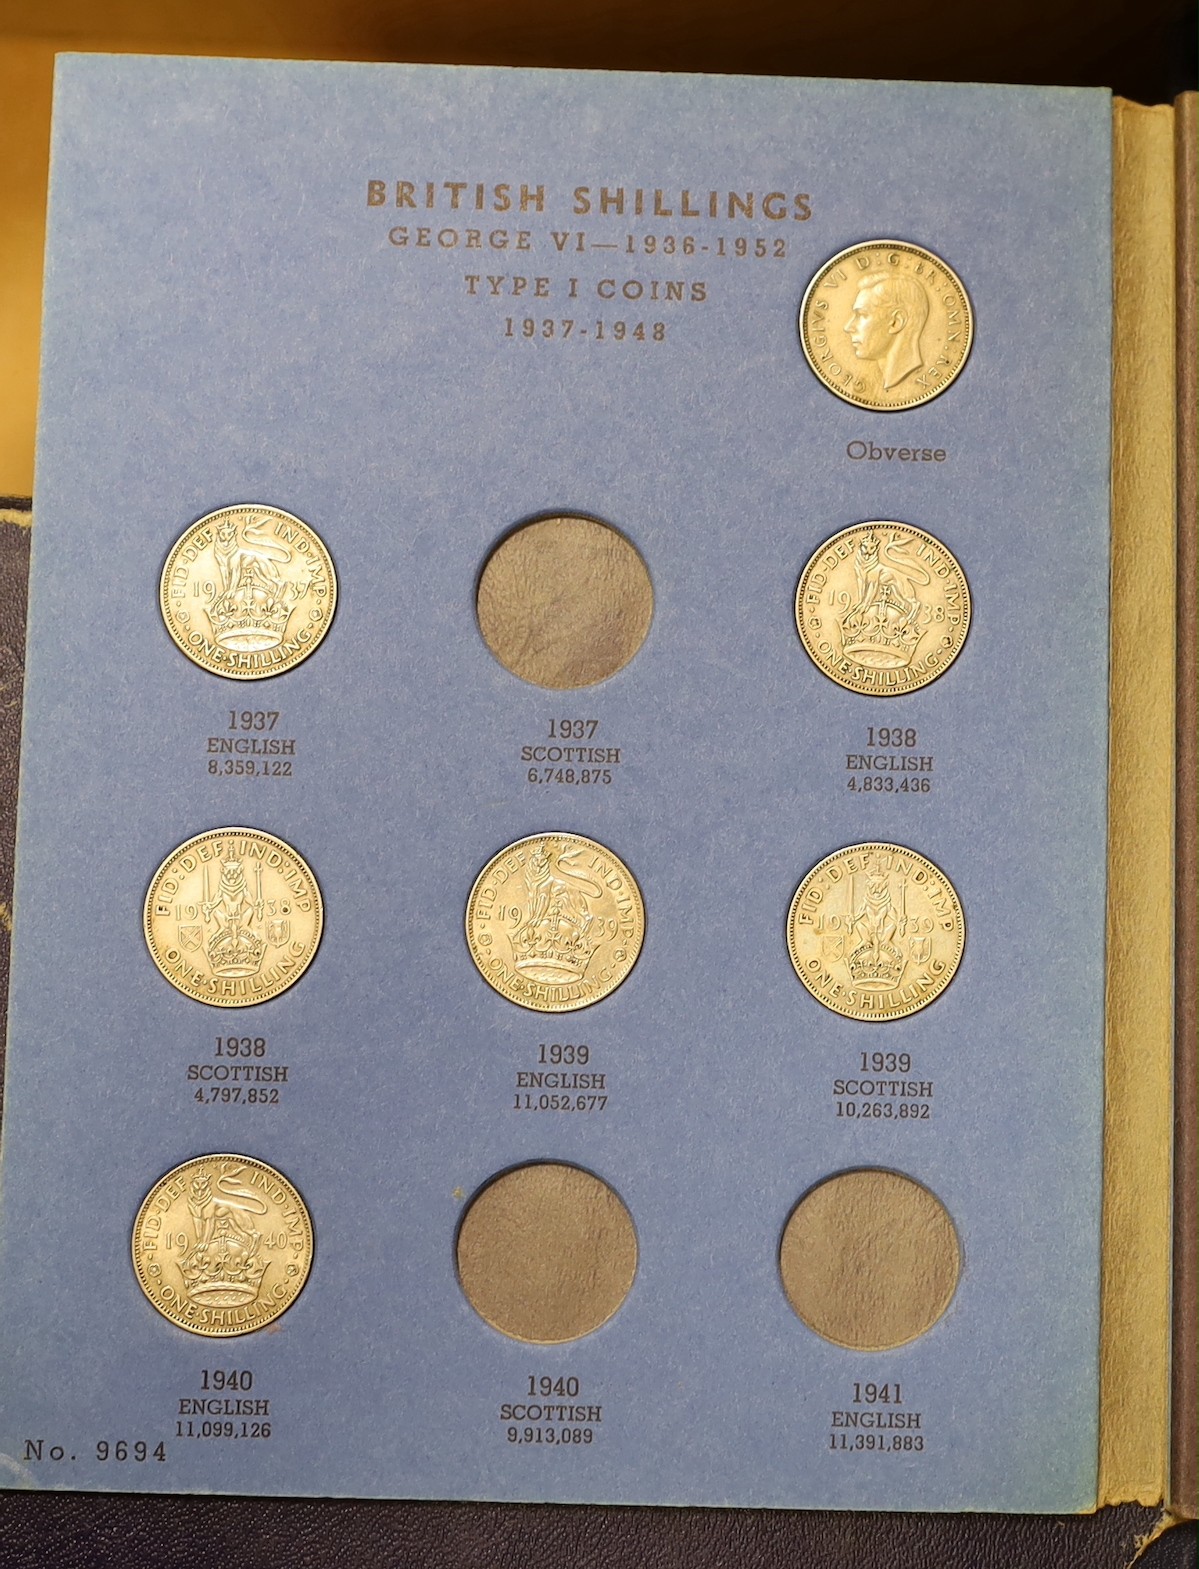 BRITISH SHILLINGS
GEORGE VI—1936-1952
TYPE I COINS
1937-1948
GEORGIVS VI D:G:BR:OMN:REX
Obverse
FID·DEF IND·IMP
19 37
·ONE·SHILLING·
1937
ENGLISH
8,359,122
1937
SCOTTISH
6,748,875
FID·DEF IND·IMP
19 38
·ONE·SHILLING·
1938
ENGLISH
4,833,436
FID:DEF IND:IMP
19 38
ONE·SHILLING
1938
SCOTTISH
4,797,852
FID·DEF IND·IMP
19 39
·ONE·SHILLING·
1939
ENGLISH
11,052,677
FID:DEF IND:IMP
19 39
ONE·SHILLING
1939
SCOTTISH
10,263,892
FID·DEF IND·IMP
19 40
·ONE·SHILLING·
1940
ENGLISH
11,099,126
1940
SCOTTISH
9,913,089
1941
ENGLISH
11,391,883
No. 9694